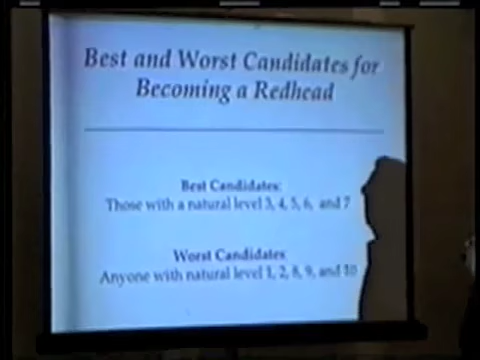 Best and Worst Candidates for
Becoming a Redhead
Best Candidates:
Those with a natural level 3, 4, 5, 6, and 7
Worst Candidates
Anyone with natural level 1, 2, 8, 9, and 10